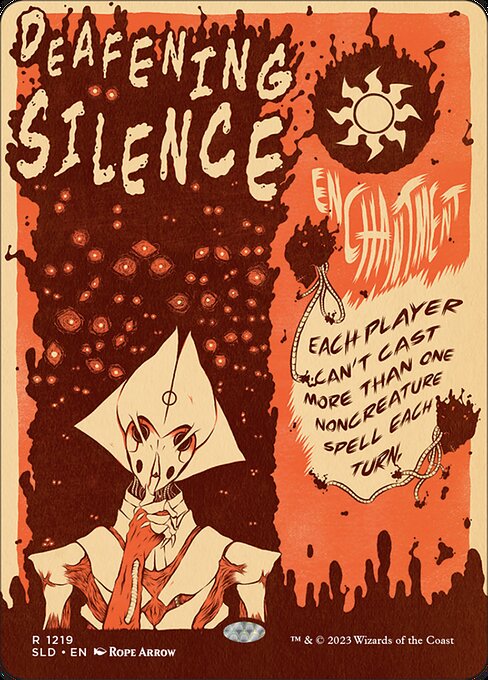 DEAFENING
SILENCE
ENCHANTMENT
EACH PLAYER
CAN'T CAST
MORE THAN ONE
NONCREATURE
SPELL EACH
TURN.
R 1219
SLD • EN Rope Arrow
™ & © 2023 Wizards of the Coast